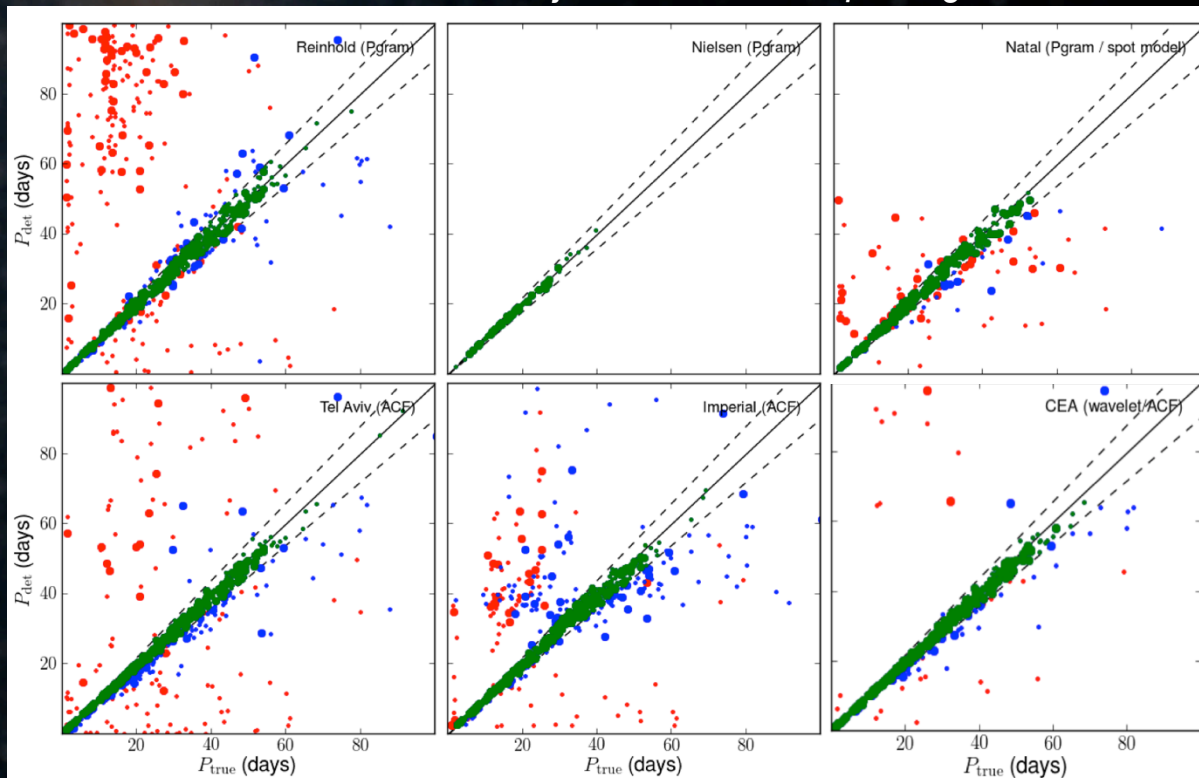 Reinhold (Pgram)
Nielsen (Pgram)
Natal (Pgram / spot model)
80
60
40
20
P_det (days)
Tel Aviv (ACF)
Imperial (ACF)
CEA (wavelet/ACF)
80
60
40
20
P_det (days)
20 40 60 80
20 40 60 80
20 40 60 80
P_true (days)
P_true (days)
P_true (days)